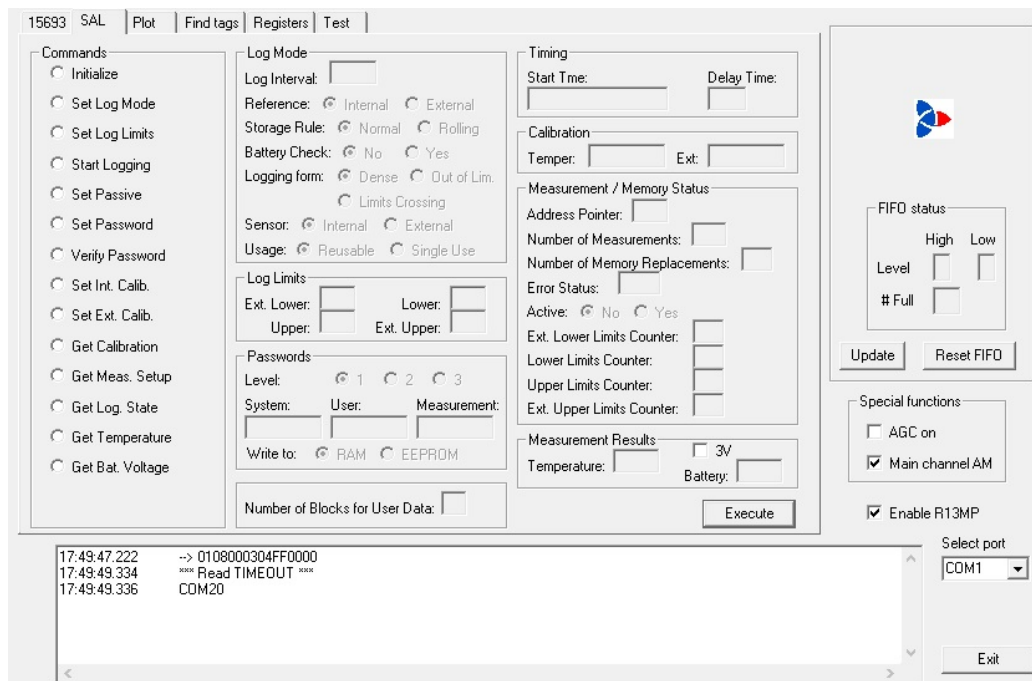 15693 SAL Plot Find tags Registers Test
Commands
Initialize
Set Log Mode
Set Log Limits
Start Logging
Set Passive
Set Password
Verify Password
Set Int. Calib.
Set Ext. Calib.
Get Calibration
Get Meas. Setup
Get Log. State
Get Temperature
Get Bat. Voltage
Log Mode
Log Interval:
Reference: Internal External
Storage Rule: Normal Rolling
Battery Check: No Yes
Logging form: Dense Out of Lim.
Limits Crossing
Sensor: Internal External
Usage: Reusable Single Use
Log Limits
Ext. Lower: Lower:
Upper: Ext. Upper:
Passwords
Level: 1 2 3
System: User: Measurement:
Write to: RAM EEPROM
Number of Blocks for User Data:
Timing
Start Tme: Delay Time:
Calibration
Temper: Ext:
Measurement / Memory Status
Address Pointer:
Number of Measurements:
Number of Memory Replacements:
Error Status:
Active: No Yes
Ext. Lower Limits Counter:
Lower Limits Counter:
Upper Limits Counter:
Ext. Upper Limits Counter:
Measurement Results
3V
Temperature: Battery:
Execute
FIFO status
High Low
Level
# Full
Update Reset FIFO
Special functions
AGC on
Main channel AM
Enable R13MP
Select port
COM1
Exit
17:49:47.222 --> 0108000304FF0000
17:49:49.334 *** Read TIMEOUT ***
17:49:49.336 COM20